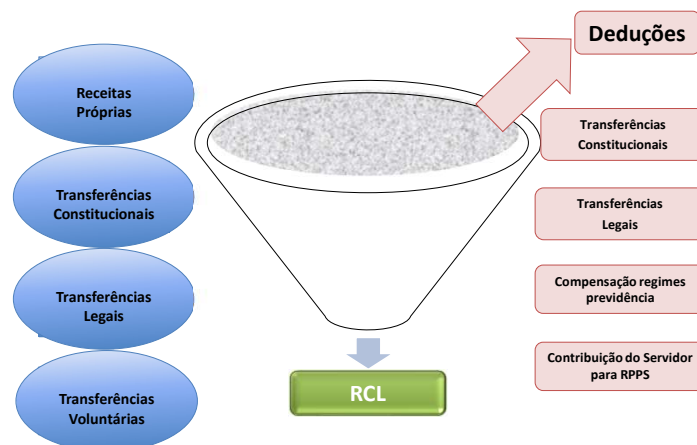 Receitas
Próprias
Transferências
Constitucionais
Transferências
Legais
Transferências
Voluntárias
Deduções
Transferências
Constitucionais
Transferências
Legais
Compensação regimes
previdência
Contribuição do Servidor
para RPPS
RCL